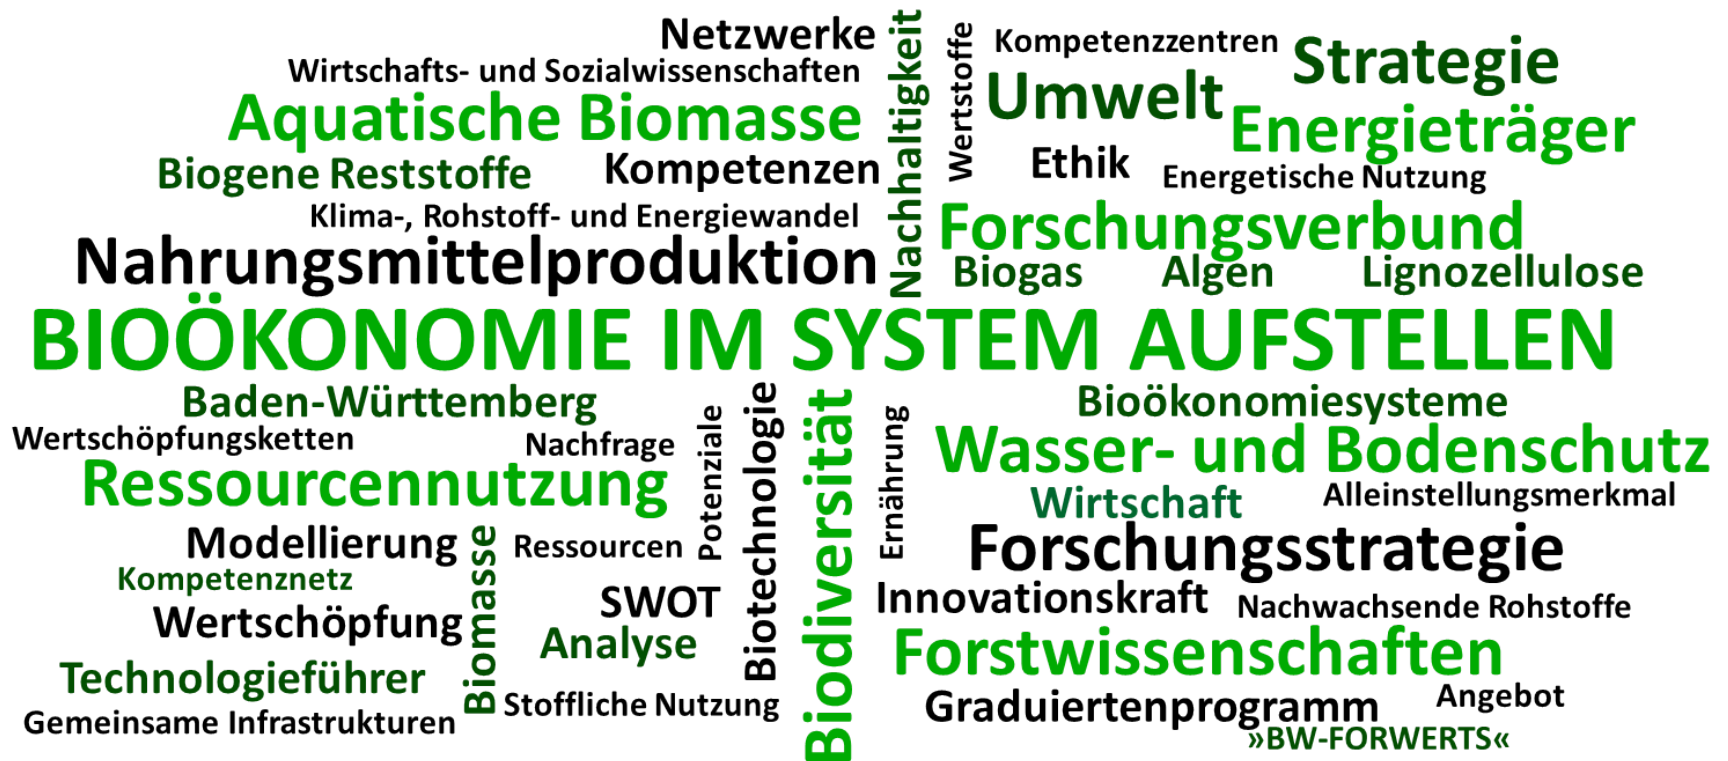 Netzwerke
Wirtschafts- und Sozialwissenschaften
Aquatische Biomasse
Biogene Reststoffe
Kompetenzen
Klima-, Rohstoff- und Energiewandel
Nahrungsmittelproduktion
Nachhaltigkeit
Wertstoffe
Kompetenzzentren
Strategie
Umwelt
Energieträger
Ethik
Energetische Nutzung
Forschungsverbund
Biogas
Algen
Lignozellulose
BIOÖKONOMIE IM SYSTEM AUFSTELLEN
Baden-Württemberg
Wertschöpfungsketten
Nachfrage
Ressourcennutzung
Modellierung
Ressourcen
Kompetenznetz
Wertschöpfung
SWOT
Analyse
Technologieführer
Stoffliche Nutzung
Gemeinsame Infrastrukturen
Biomasse
Potenziale
Biotechnologie
Biodiversität
Ernährung
Bioökonomiesysteme
Wasser- und Bodenschutz
Wirtschaft
Alleinstellungsmerkmal
Forschungsstrategie
Innovationskraft
Nachwachsende Rohstoffe
Forstwissenschaften
Graduiertenprogramm
Angebot
»BW-FORWERTS«